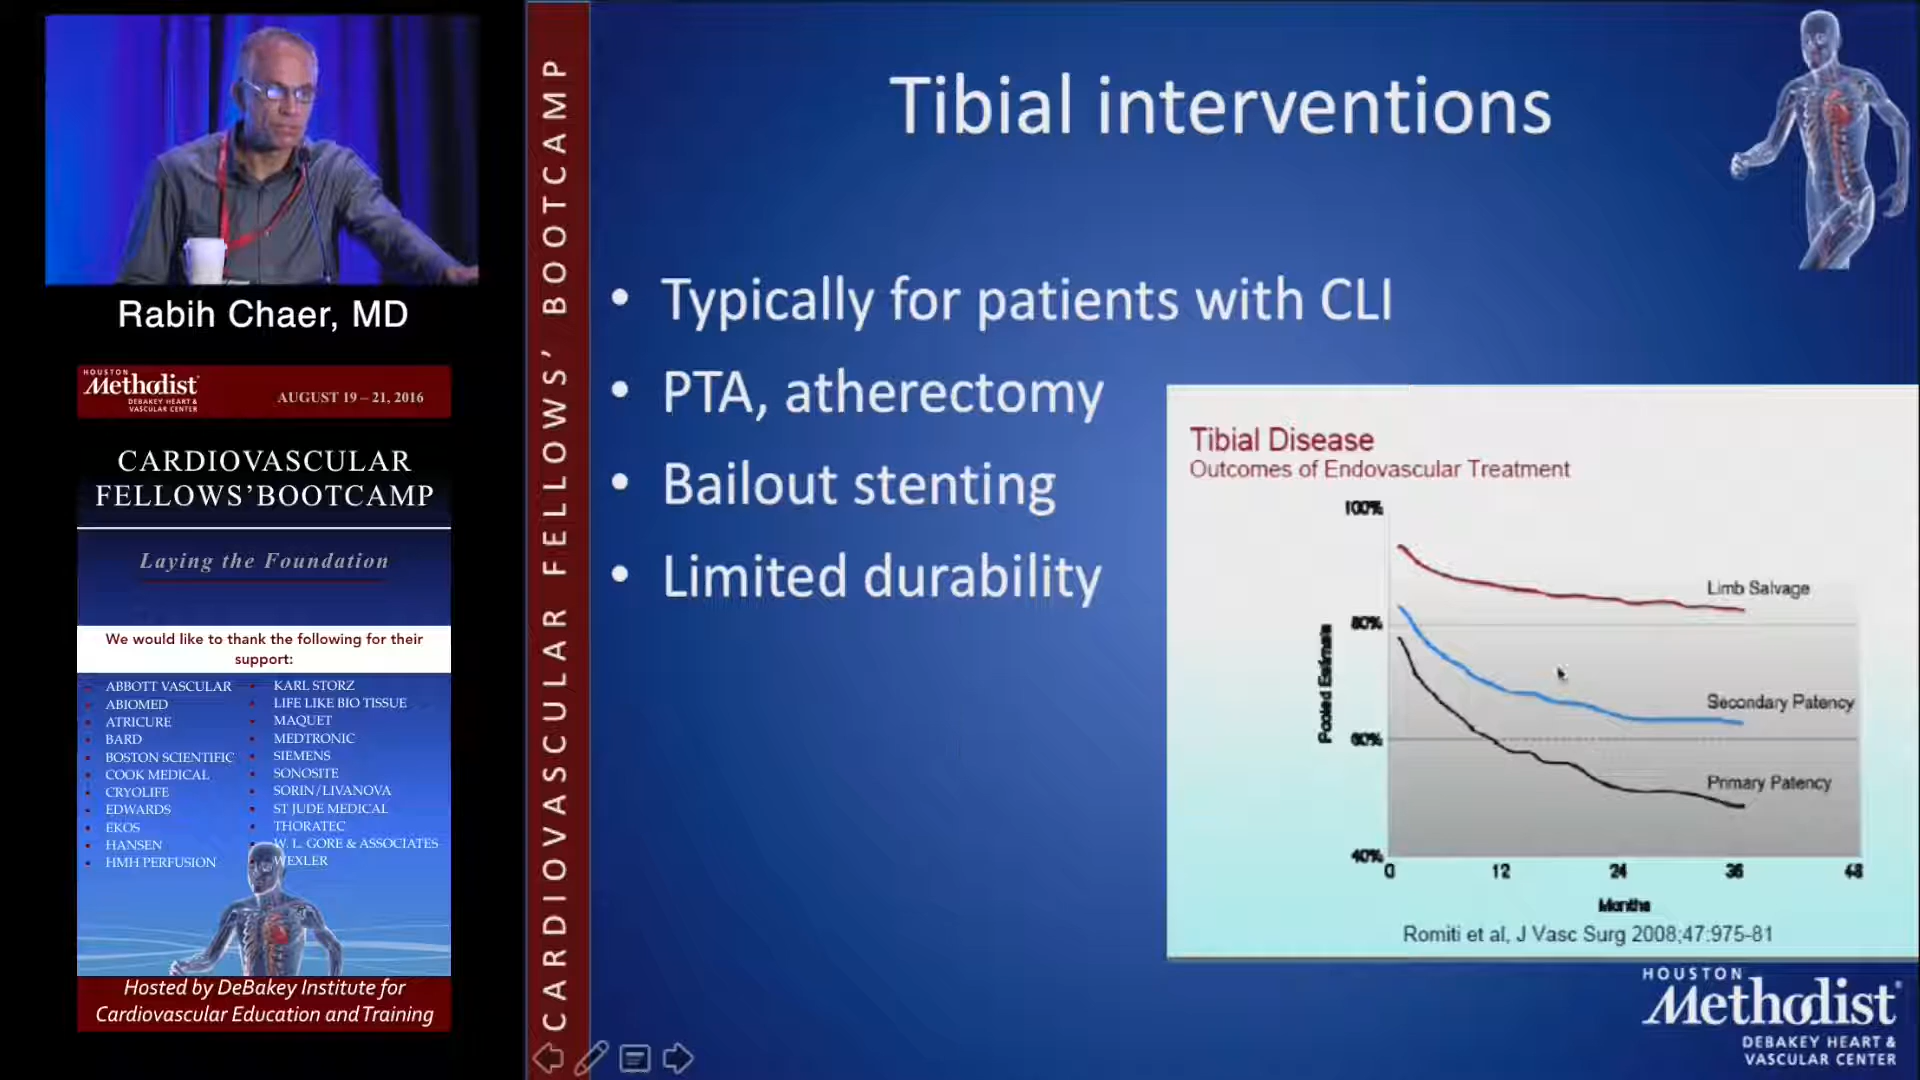 Rabih Chaer, MD
HOUSTON
Methodist
DEBAKEY HEART &
VASCULAR CENTER
AUGUST 19 – 21, 2016
CARDIOVASCULAR
FELLOWS'BOOTCAMP
Laying the Foundation
We would like to thank the following for their
support:
ABBOTT VASCULAR
ABIOMED
ATRICURE
BARD
BOSTON SCIENTIFIC
COOK MEDICAL
CRYOLIFE
EDWARDS
EKOS
HANSEN
HMH PERFUSION
KARL STORZ
LIFE LIKE BIO TISSUE
MAQUET
MEDTRONIC
SIEMENS
SONOSITE
SORIN/LIVANOVA
ST JUDE MEDICAL
THORATEC
W. L. GORE & ASSOCIATES
WEXLER
Hosted by DeBakey Institute for
Cardiovascular Education and Training
CARDIOVASCULAR FELLOWS' BOOTCAMP
Tibial interventions
• Typically for patients with CLI
• PTA, atherectomy
• Bailout stenting
• Limited durability
Tibial Disease
Outcomes of Endovascular Treatment
100%
80%
60%
40%
Pooled Estimate
Limb Salvage
Secondary Patency
Primary Patency
0 12 24 36 48
Months
Romiti et al, J Vasc Surg 2008;47:975-81
HOUSTON
Methodist
DEBAKEY HEART &
VASCULAR CENTER